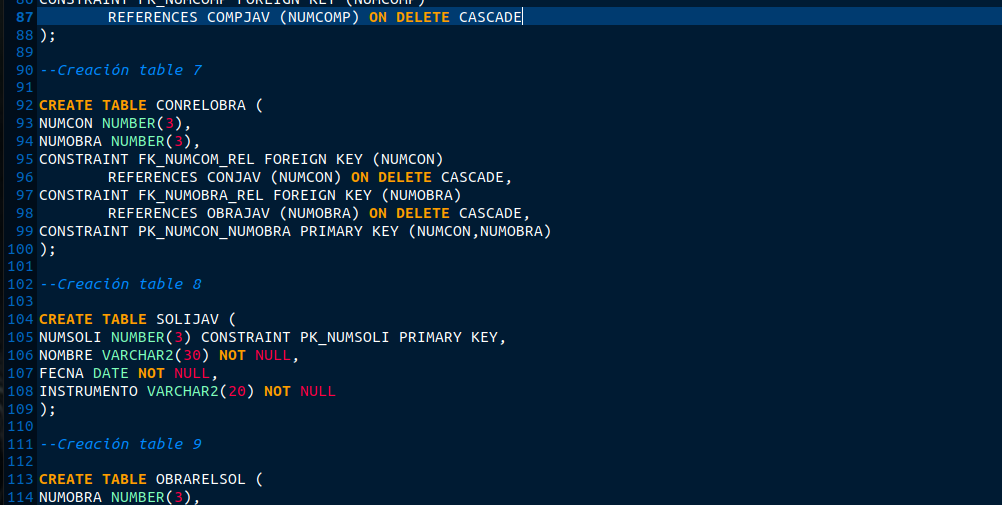 86 CONSTRAINT PK_NUMCOMP FOREIGN KEY (NUMCOMP)
87 REFERENCES COMPJAV (NUMCOMP) ON DELETE CASCADE
88 );
89
90 --Creación table 7
91
92 CREATE TABLE CONRELOBRA (
93 NUMCON NUMBER(3),
94 NUMOBRA NUMBER(3),
95 CONSTRAINT FK_NUMCOM_REL FOREIGN KEY (NUMCON)
96 REFERENCES CONJAV (NUMCON) ON DELETE CASCADE,
97 CONSTRAINT FK_NUMOBRA_REL FOREIGN KEY (NUMOBRA)
98 REFERENCES OBRAJAV (NUMOBRA) ON DELETE CASCADE,
99 CONSTRAINT PK_NUMCON_NUMOBRA PRIMARY KEY (NUMCON,NUMOBRA)
100 );
101
102 --Creación table 8
103
104 CREATE TABLE SOLIJAV (
105 NUMSOLI NUMBER(3) CONSTRAINT PK_NUMSOLI PRIMARY KEY,
106 NOMBRE VARCHAR2(30) NOT NULL,
107 FECNA DATE NOT NULL,
108 INSTRUMENTO VARCHAR2(20) NOT NULL
109 );
110
111 --Creación table 9
112
113 CREATE TABLE OBRARELSOL (
114 NUMOBRA NUMBER(3),